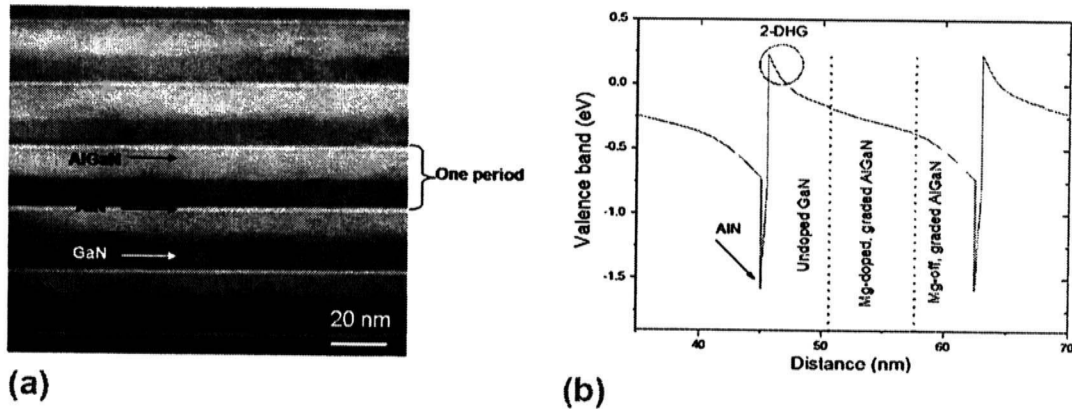 AlGaN
One period
GaN
20 nm
(a)
0.5
0.0
-0.5
-1.0
-1.5
Valence band (eV)
2-DHG
AlN
Undoped GaN
Mg-doped, graded AlGaN
Mg-off, graded AlGaN
40
50
60
70
Distance (nm)
(b)